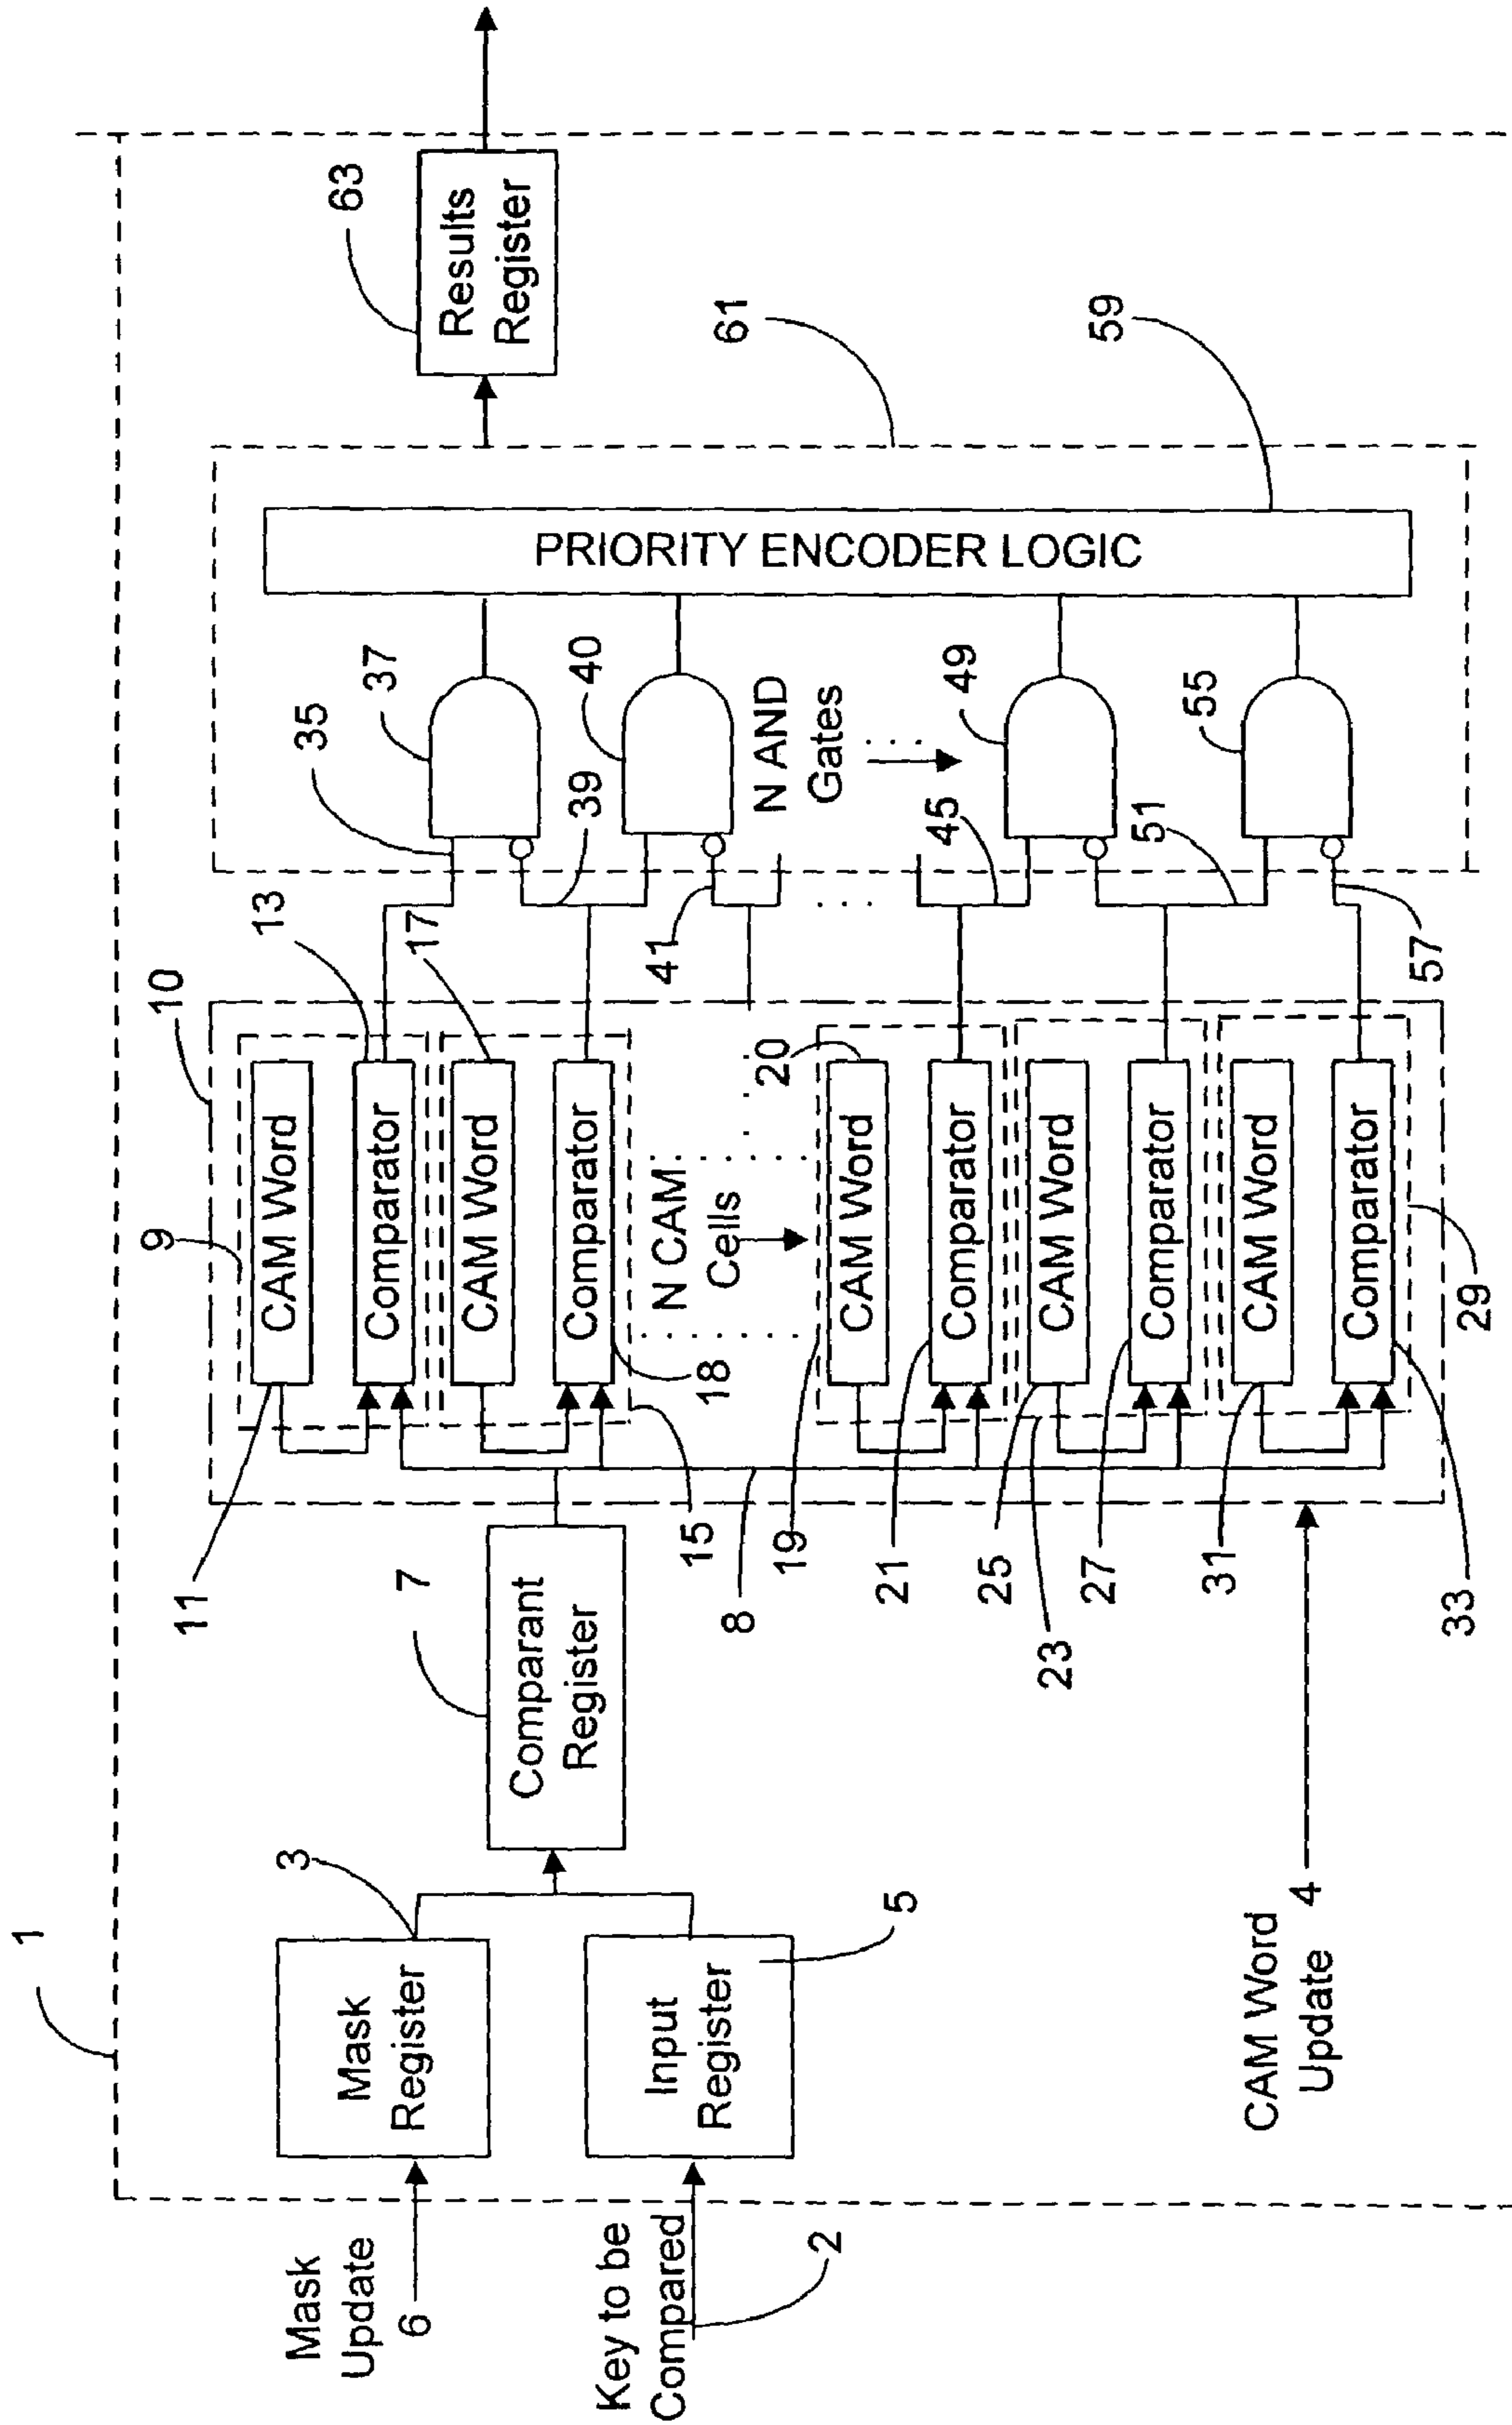 1
Mask
Update
6
Mask
Register
3
Key to be
Compared
2
Input
Register
5
Comparant
Register
7
8
CAM Word
Update
4
10
9
CAM Word
11
Comparator
13
CAM Word
17
Comparator
18
15
N CAM
Cells
19
CAM Word
20
Comparator
21
23
CAM Word
25
Comparator
27
CAM Word
31
Comparator
33
29
35
37
39
40
41
N AND
Gates
45
49
51
55
57
PRIORITY ENCODER LOGIC
59
61
Results
Register
63